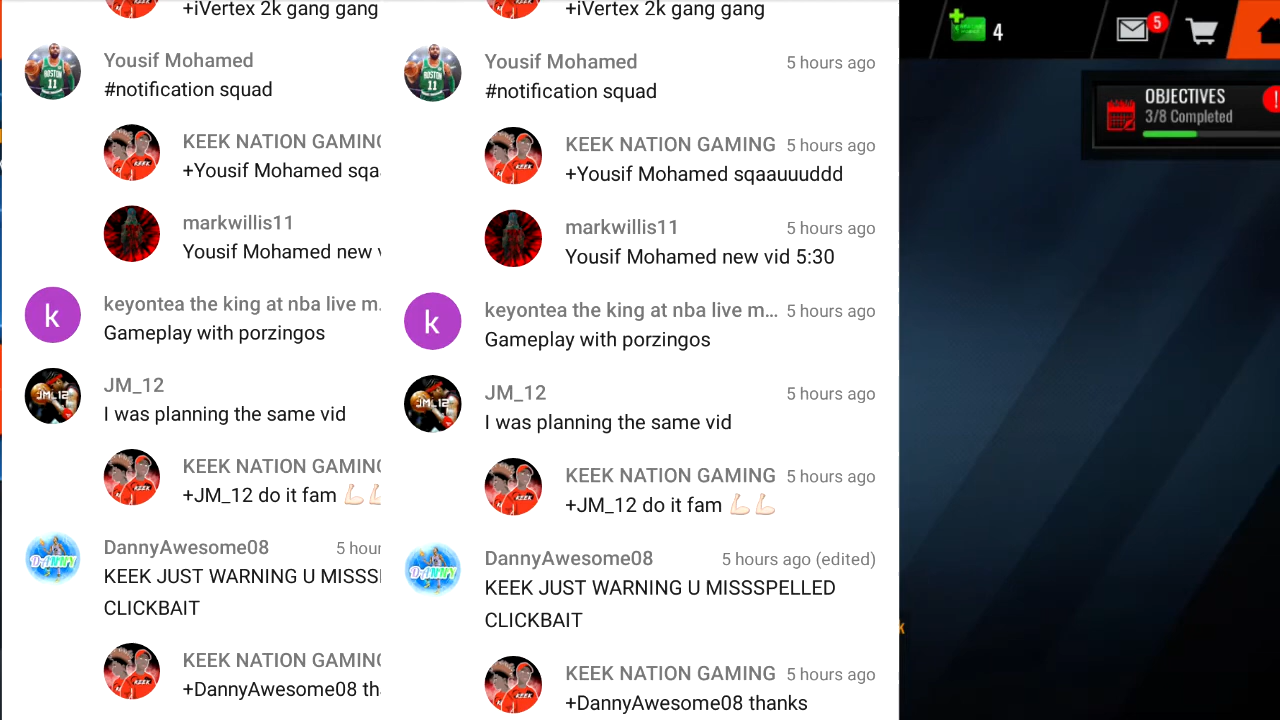 +iVertex 2k gang gang
Yousif Mohamed
#notification squad
KEEK NATION GAMING
+Yousif Mohamed sqa
markwillis11
Yousif Mohamed new
keyontea the king at nba live m.
Gameplay with porzingos
JM_12
I was planning the same vid
KEEK NATION GAMING
+JM_12 do it fam 💪🏻
DannyAwesome08 5 hour
KEEK JUST WARNING U MISSS
CLICKBAIT
KEEK NATION GAMING
+DannyAwesome08 th
+iVertex 2k gang gang
Yousif Mohamed 5 hours ago
#notification squad
KEEK NATION GAMING 5 hours ago
+Yousif Mohamed sqaauuuddd
markwillis11 5 hours ago
Yousif Mohamed new vid 5:30
keyontea the king at nba live m... 5 hours ago
Gameplay with porzingos
JM_12 5 hours ago
I was planning the same vid
KEEK NATION GAMING 5 hours ago
+JM_12 do it fam 💪🏻💪🏻
DannyAwesome08 5 hours ago (edited)
KEEK JUST WARNING U MISSSPELLED
CLICKBAIT
KEEK NATION GAMING 5 hours ago
+DannyAwesome08 thanks
4
5
OBJECTIVES
3/8 Completed
!
k
JML12
BOSTON
11
KEEK
DANNY